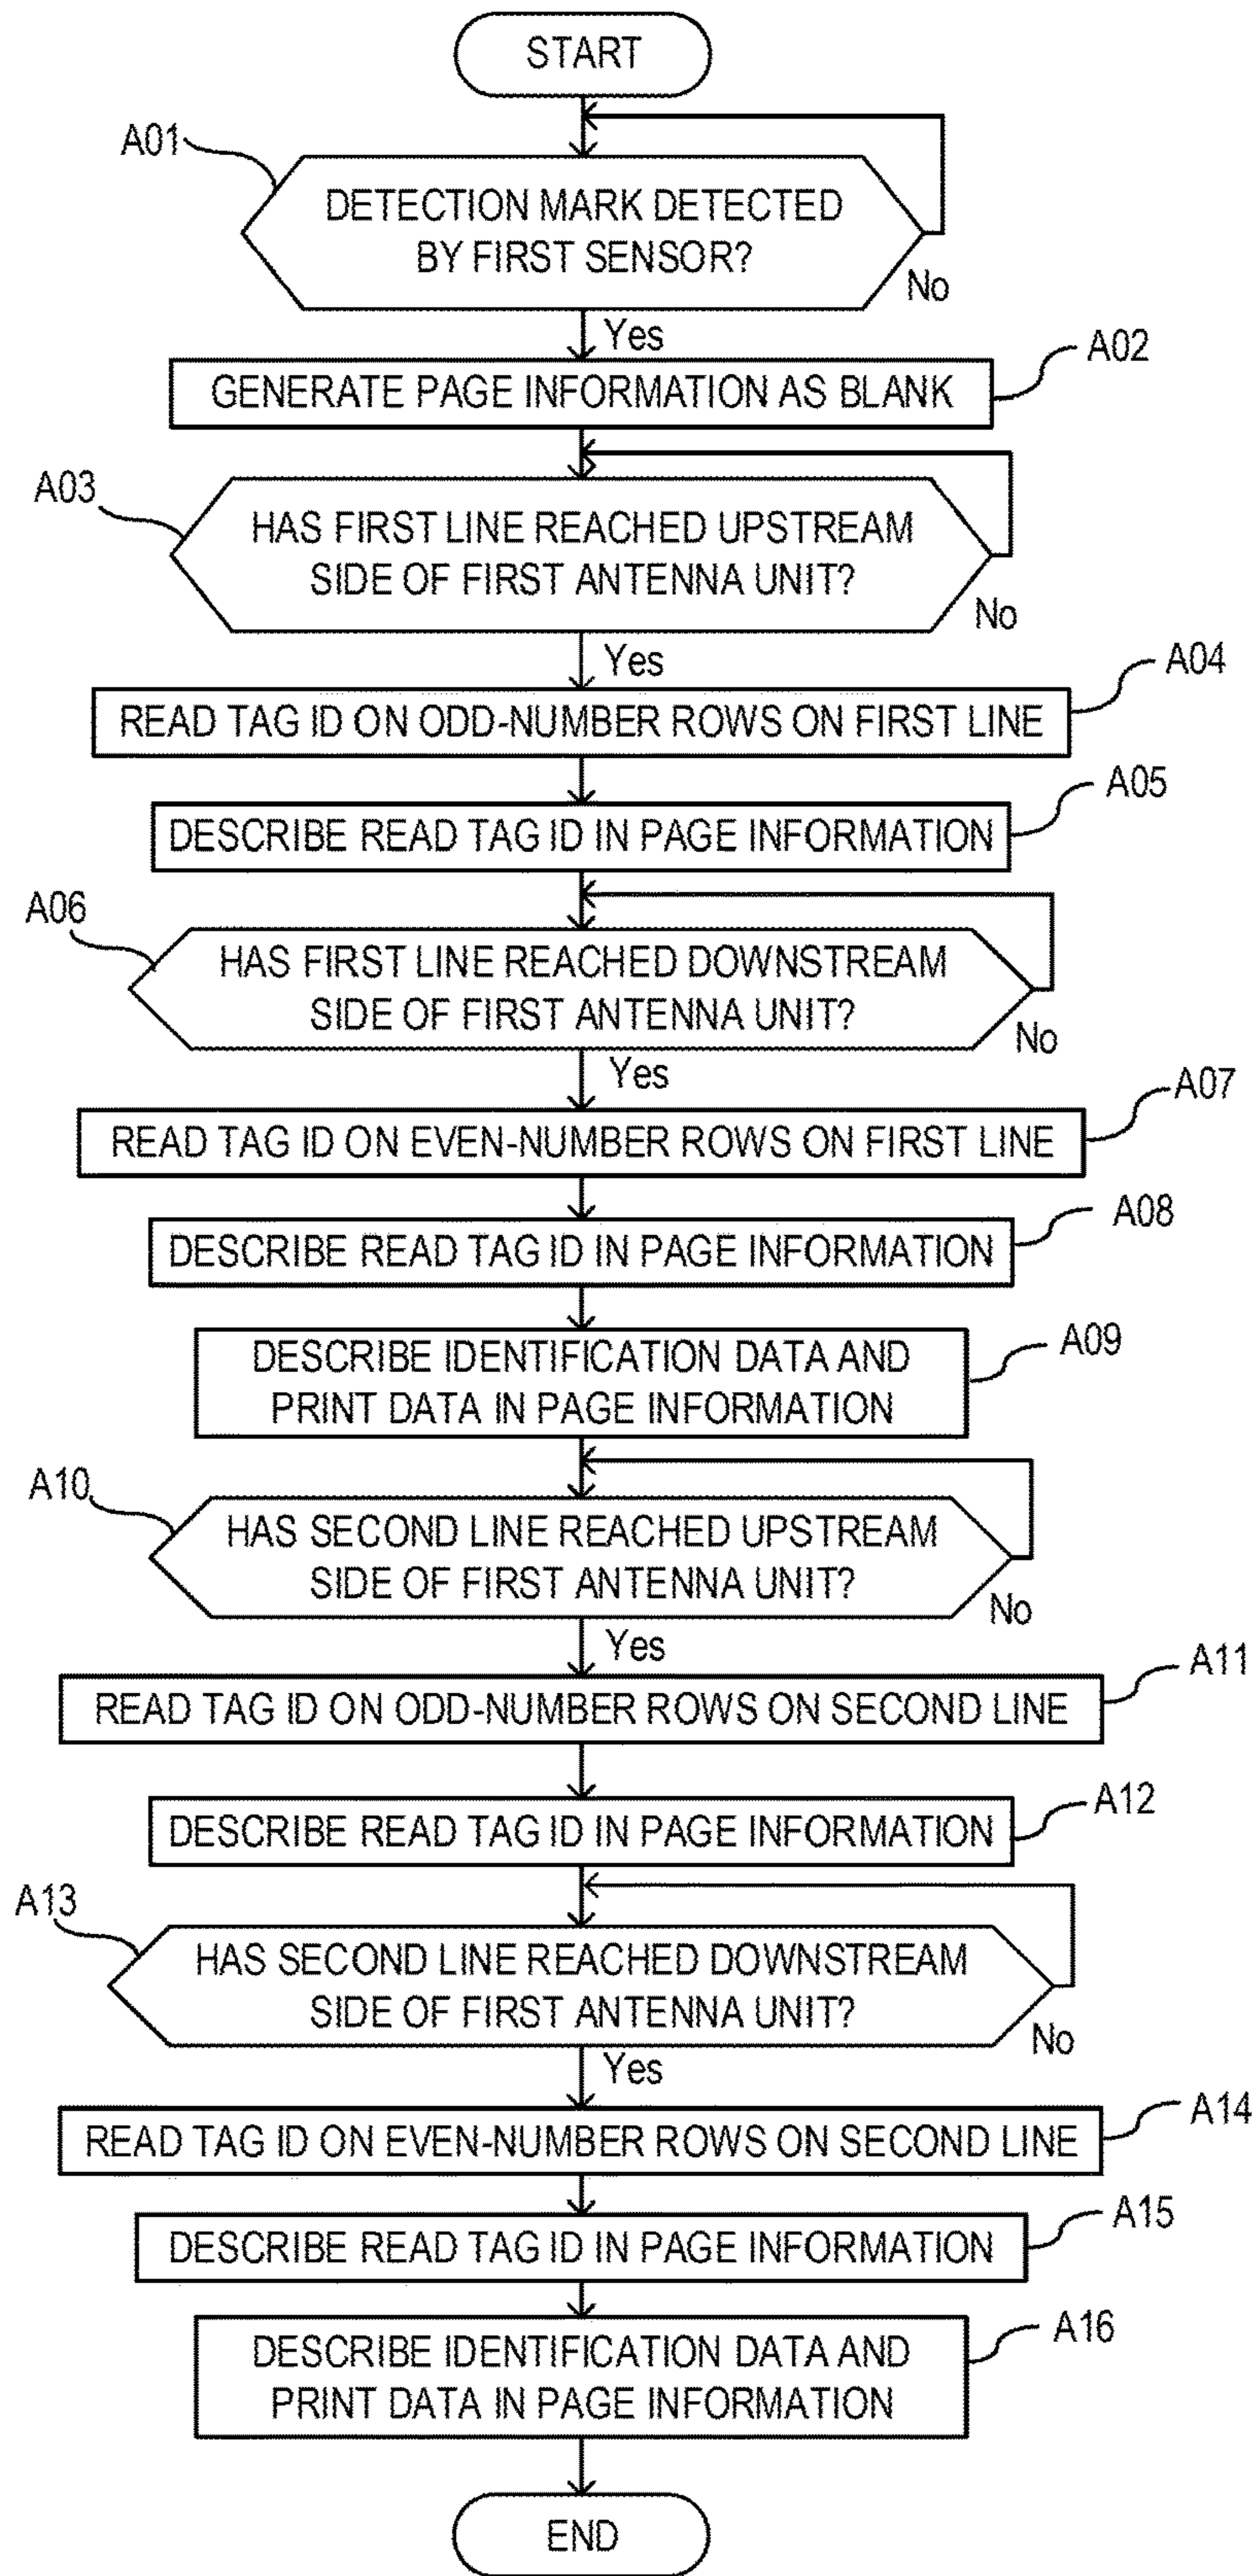 START
A01
DETECTION MARK DETECTED
BY FIRST SENSOR?
No
Yes
A02
GENERATE PAGE INFORMATION AS BLANK
A03
HAS FIRST LINE REACHED UPSTREAM
SIDE OF FIRST ANTENNA UNIT?
No
Yes
A04
READ TAG ID ON ODD-NUMBER ROWS ON FIRST LINE
A05
DESCRIBE READ TAG ID IN PAGE INFORMATION
A06
HAS FIRST LINE REACHED DOWNSTREAM
SIDE OF FIRST ANTENNA UNIT?
No
Yes
A07
READ TAG ID ON EVEN-NUMBER ROWS ON FIRST LINE
A08
DESCRIBE READ TAG ID IN PAGE INFORMATION
A09
DESCRIBE IDENTIFICATION DATA AND
PRINT DATA IN PAGE INFORMATION
A10
HAS SECOND LINE REACHED UPSTREAM
SIDE OF FIRST ANTENNA UNIT?
No
Yes
A11
READ TAG ID ON ODD-NUMBER ROWS ON SECOND LINE
A12
DESCRIBE READ TAG ID IN PAGE INFORMATION
A13
HAS SECOND LINE REACHED DOWNSTREAM
SIDE OF FIRST ANTENNA UNIT?
No
Yes
A14
READ TAG ID ON EVEN-NUMBER ROWS ON SECOND LINE
A15
DESCRIBE READ TAG ID IN PAGE INFORMATION
A16
DESCRIBE IDENTIFICATION DATA AND
PRINT DATA IN PAGE INFORMATION
END